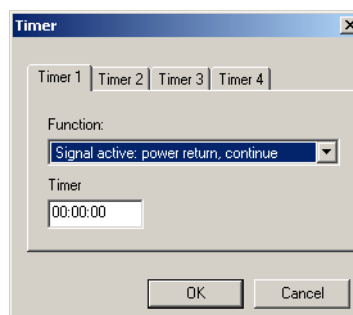 Timer
Timer 1 Timer 2 Timer 3 Timer 4
Function:
Signal active: power return, continue
Timer
00:00:00
OK Cancel